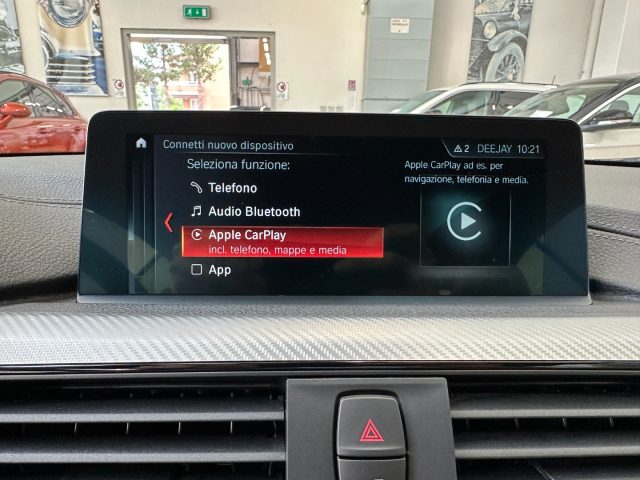 Connetti nuovo dispositivo
2 DEEJAY 10:21
Seleziona funzione:
Telefono
Audio Bluetooth
Apple CarPlay
incl. telefono, mappe e media
App
Apple CarPlay ad es. per
navigazione, telefonia e media.